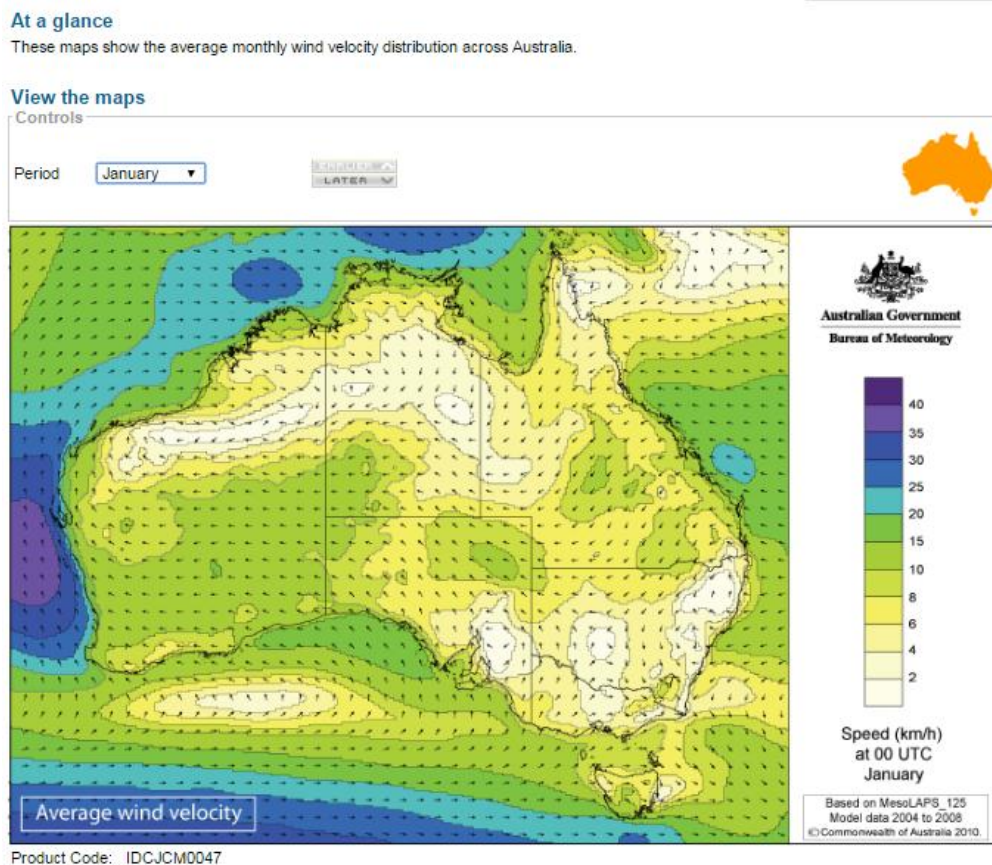 At a glance
These maps show the average monthly wind velocity distribution across Australia.
View the maps
Controls
Period
January
EARLIER
LATER
Australian Government
Bureau of Meteorology
40
35
30
25
20
15
10
8
6
4
2
Speed (km/h)
at 00 UTC
January
Average wind velocity
Based on MesoLAPS_125
Model data 2004 to 2008
© Commonwealth of Australia 2010.
Product Code: IDCJCM0047